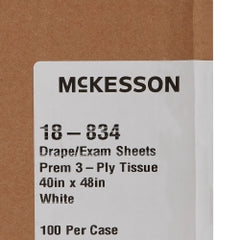 McKESSON
18-834
Drape/Exam Sheets
Prem 3-Ply Tissue
40in x 48in
White
100 Per Case